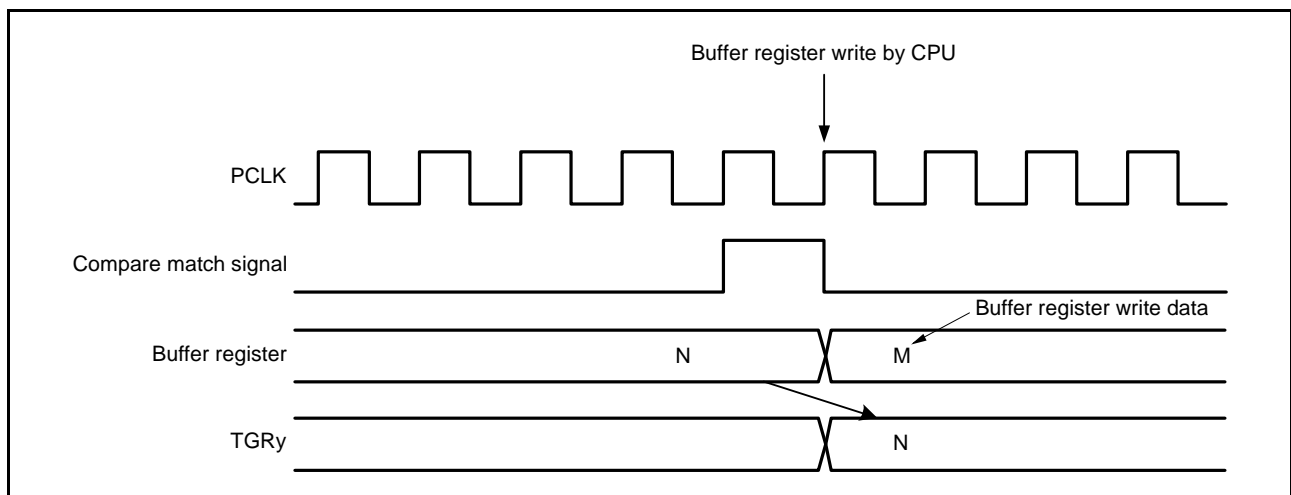 Buffer register write by CPU
PCLK
Compare match signal
Buffer register write data
Buffer register
N
M
TGRy
N